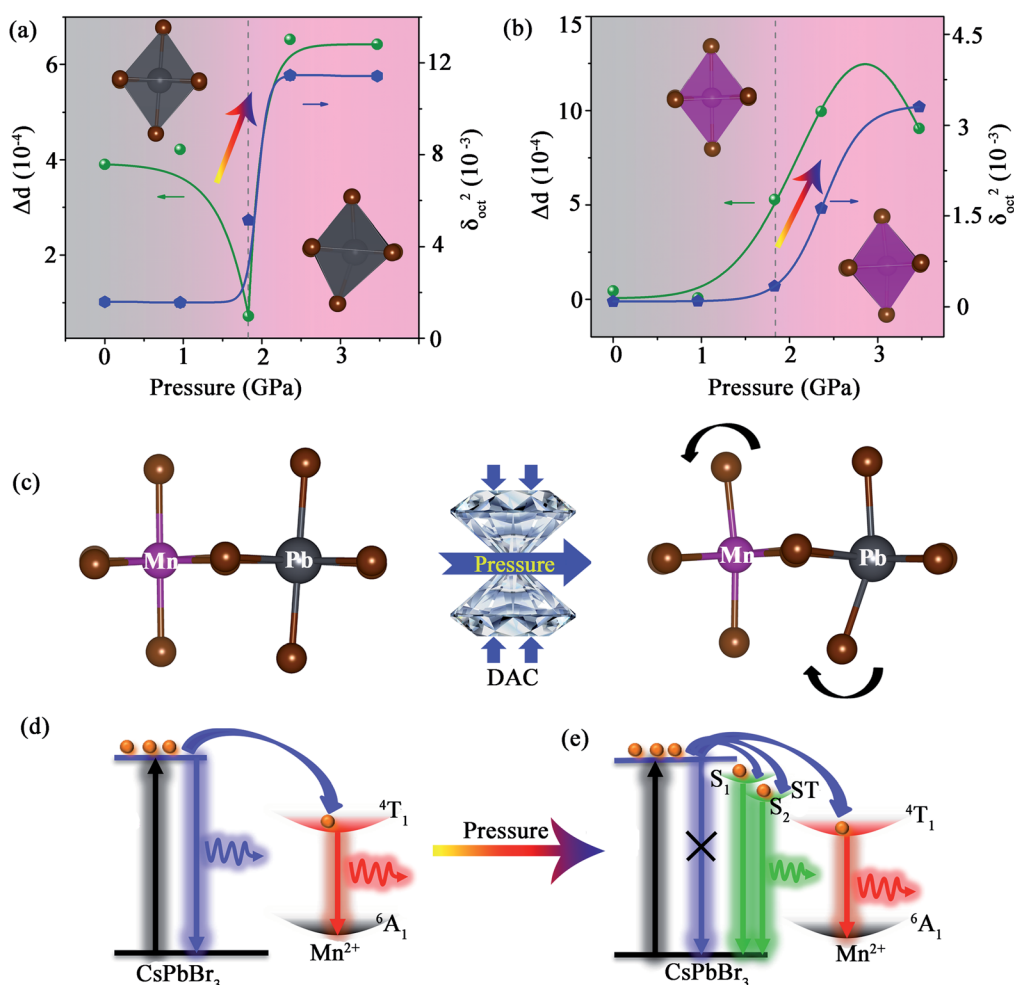 (a)
Δd (10⁻⁴)
6
4
2
12
8
4
0
δₒcₜ² (10⁻³)
0 1 2 3
Pressure (GPa)
(b)
Δd (10⁻⁴)
15
10
5
0
4.5
3
1.5
0
δₒcₜ² (10⁻³)
0 1 2 3
Pressure (GPa)
(c)
Mn Pb
Pressure
DAC
Mn Pb
(d)
⁴T₁
⁶A₁
Mn²⁺
CsPbBr₃
Pressure
(e)
S₁
S₂
ST
⁴T₁
⁶A₁
Mn²⁺
CsPbBr₃